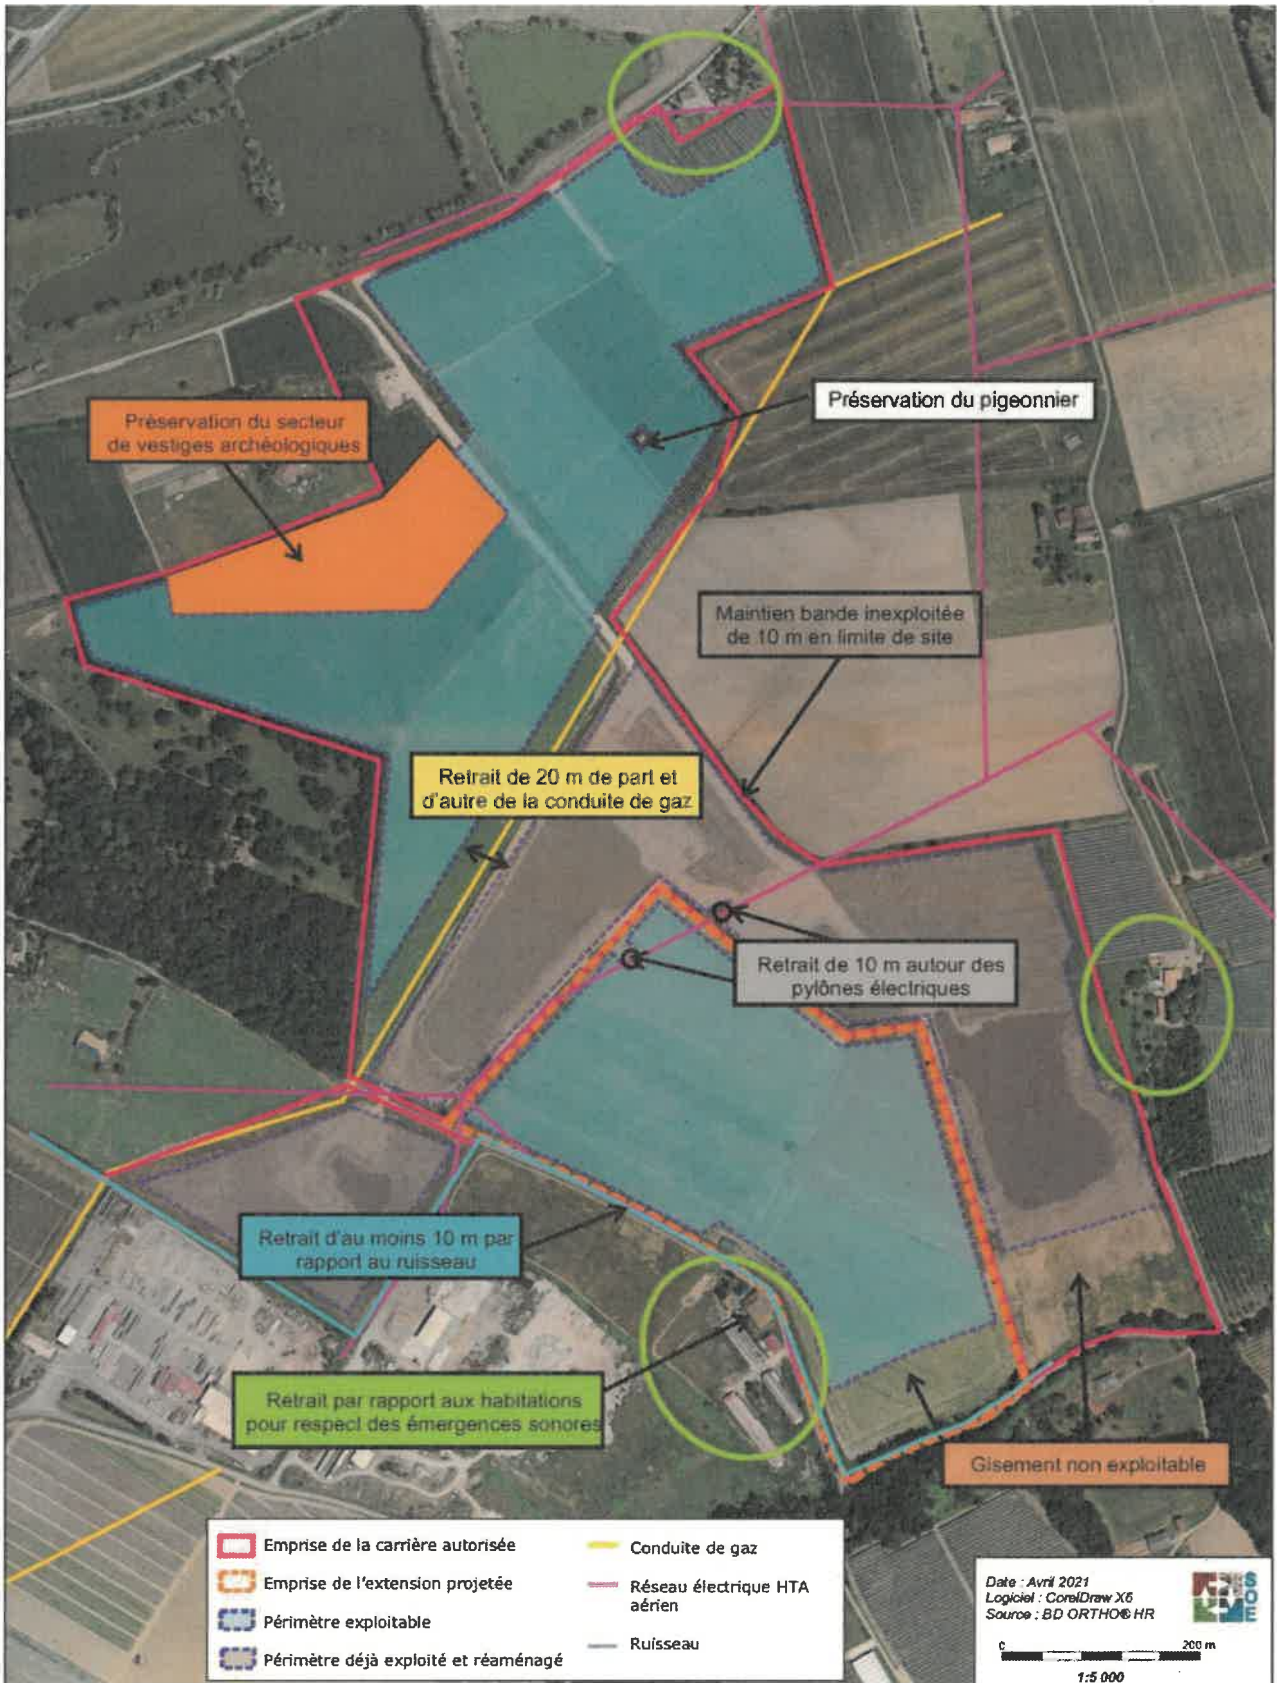 Préservation du pigeonnier
Préservation du secteur
de vestiges archéologiques
Maintien bande inexploitée
de 10 m en limite de site
Retrait de 20 m de part et
d'autre de la conduite de gaz
Retrait de 10 m autour des
pylônes électriques
Retrait d'au moins 10 m par
rapport au ruisseau
Retrait par rapport aux habitations
pour respect des émergences sonores
Gisement non exploitable
Emprise de la carrière autorisée
Emprise de l'extension projetée
Périmètre exploitable
Périmètre déjà exploité et réaménagé
Conduite de gaz
Réseau électrique HTA
aérien
Ruisseau
Date : Avril 2021
Logiciel : CorelDraw X6
Source : BD ORTHO® HR
SOE
0 200 m
1:5 000